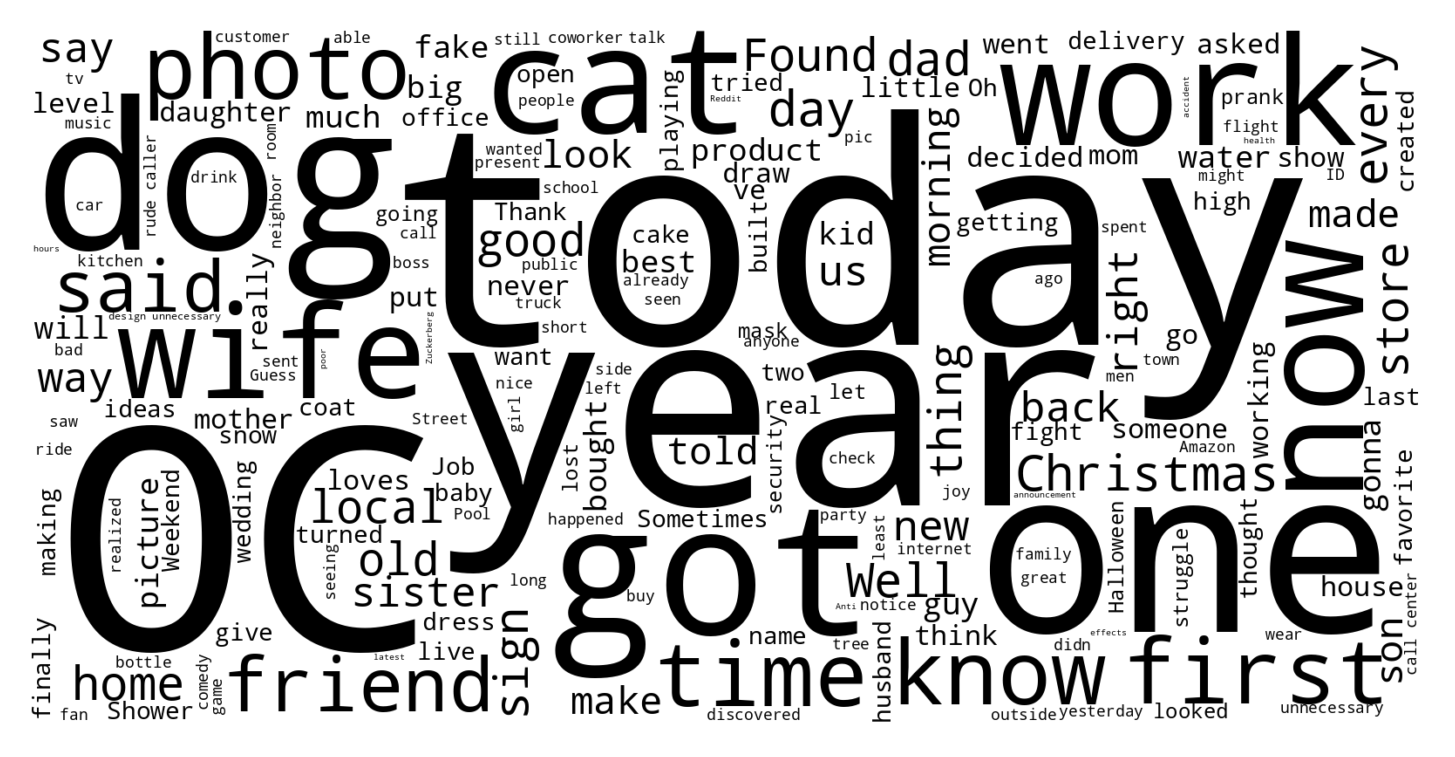 say
customer
able
photo
fake
still
coworker
talk
cat
Found
dad
went
delivery
asked
work
tv
big
open
tried
little
Oh
every
level
daughter
much
office
people
playing
Reddit
day
accident
prank
created
music
pic
flight
health
dog
room
wanted
present
look
product
morning
decided
mom
water
show
rude caller
drink
neighbor
school
draw
ve
might
ID
high
car
today
going
call
Thank
good
built
cake
best
kid
us
getting
spent
made
hours
kitchen
boss
public
already
never
seen
ago
said
really
put
truck
right
now
store
design unnecessary
will
wife
poor
Zuckerberg
short
mask
anyone
go
bad
sent
Guess
want
side
left
two
thing
town
men
working
way
nice
girl
let
real
last
ideas
coat
Street
year
back
saw
mother
snow
bought
told
fight
someone
Amazon
gonna
ride
OC
wedding
loves
Job
lost
security
check
Christmas
favorite
making
realized
picture
Weekend
local
baby
Pool
joy
announcement
turned
happened
Sometimes
party
new
one
seeing
old
got
least
internet
family
great
Halloween
struggle
thought
sister
long
buy
Well
house
Anti
notice
guy
call center
finally
give
dress
sign
name
tree
husband
think
didn
effects
wear
son
bottle
home
comedy
game
friend
latest
live
time
know
first
fan
Shower
make
discovered
outside
yesterday
looked
unnecessary